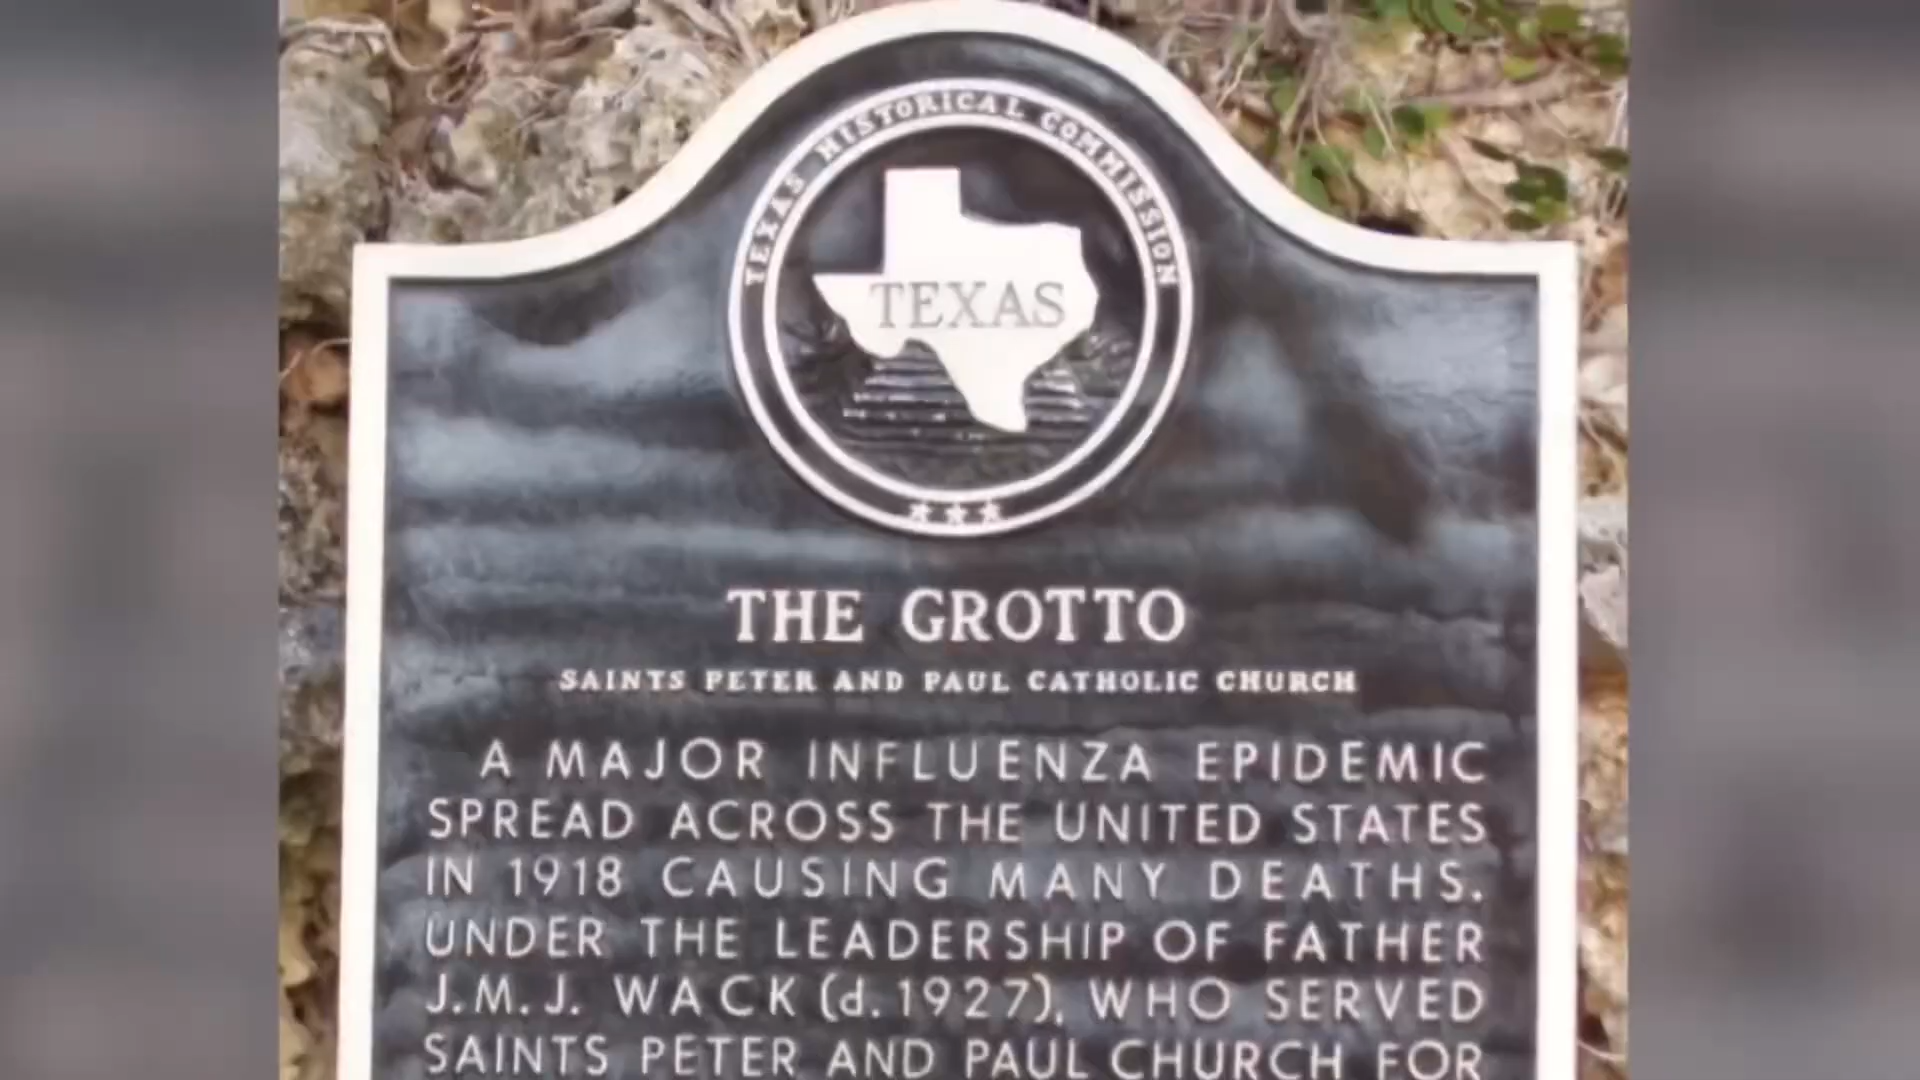 TEXAS HISTORICAL COMMISSION
TEXAS
THE GROTTO
SAINTS PETER AND PAUL CATHOLIC CHURCH
A MAJOR INFLUENZA EPIDEMIC
SPREAD ACROSS THE UNITED STATES
IN 1918 CAUSING MANY DEATHS.
UNDER THE LEADERSHIP OF FATHER
J.M.J. WACK (d. 1927), WHO SERVED
SAINTS PETER AND PAUL CHURCH FOR